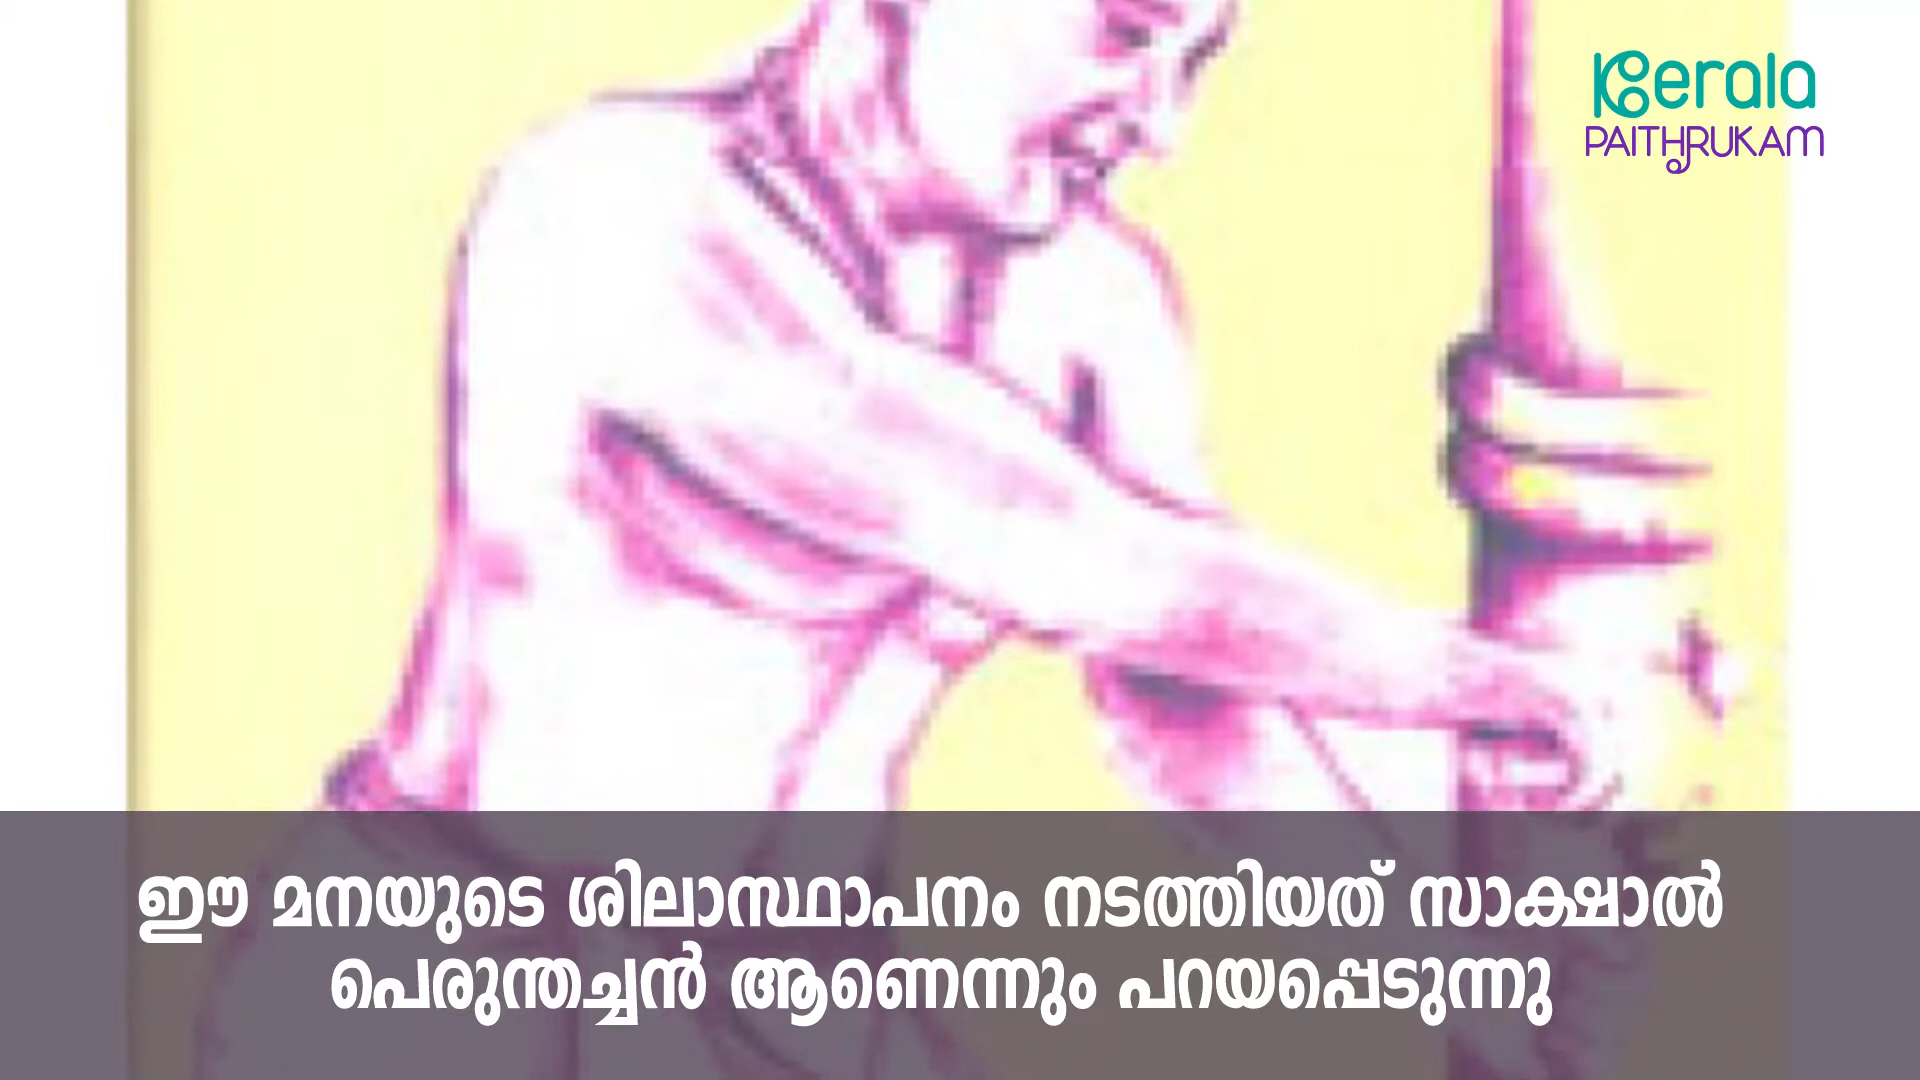 Kerala
PAITHRUKAM
ഈ മനയുടെ ശിലാസ്ഥാപനം നടത്തിയത് സാക്ഷാൽ
പെരുന്തച്ചൻ ആണെന്നും പറയപ്പെടുന്നു